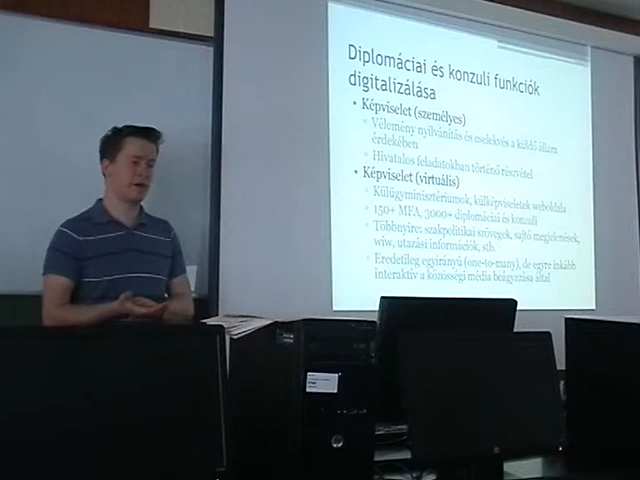 Diplomáciai és konzuli funkciók
digitalizálása
• Képviselet (személyes)
Vélemény nyilvánítás és cselekvés a küldő állam
érdekében
Hivatalos feladatokban történő részvétel
• Képviselet (virtuális)
Külügyminisztériumok, külképviseletek weboldala
150+ MFA, 3000+ diplomáciai és konzuli
Többnyire: szakpolitikai szövegek, sajtó megjelenések,
wiw, utazási információk, stb.
Eredetileg egyirányú (one-to-many), de egyre inkább
interaktív a közösségi média beágyazása által